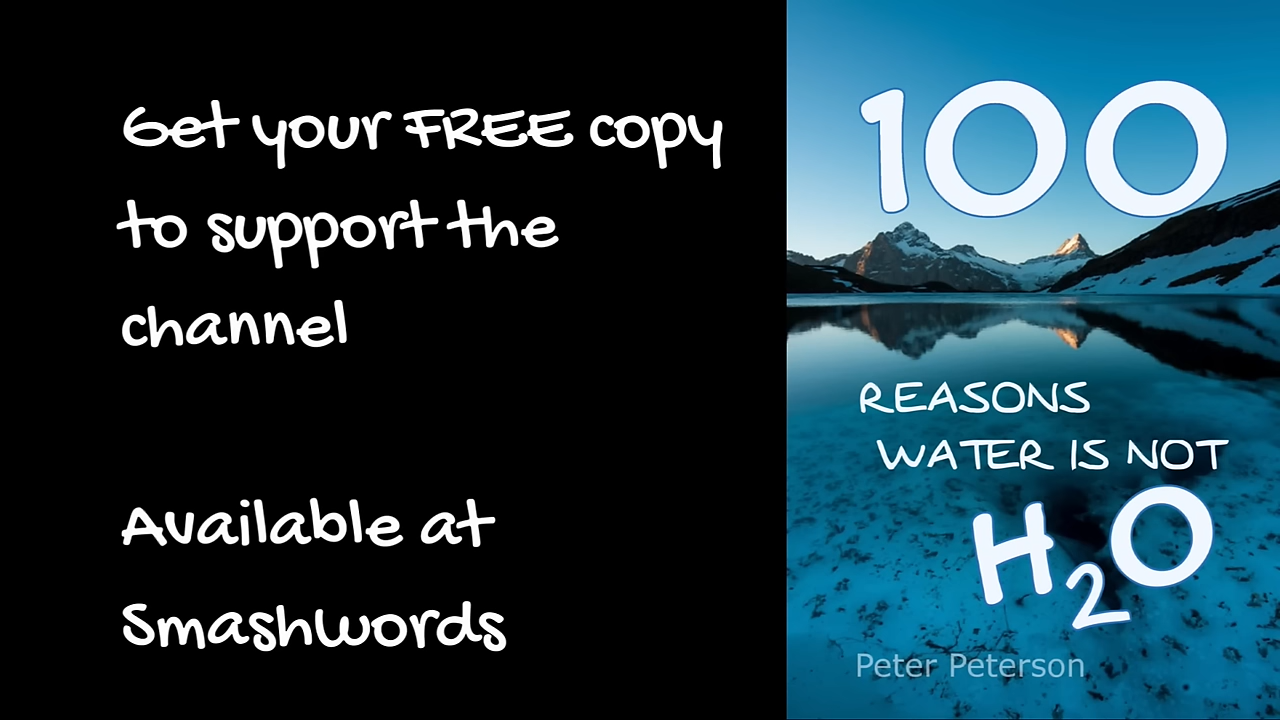 Get your FREE copy
to support the
channel
Available at
Smashwords
100
REASONS
WATER IS NOT
H₂O
Peter Peterson